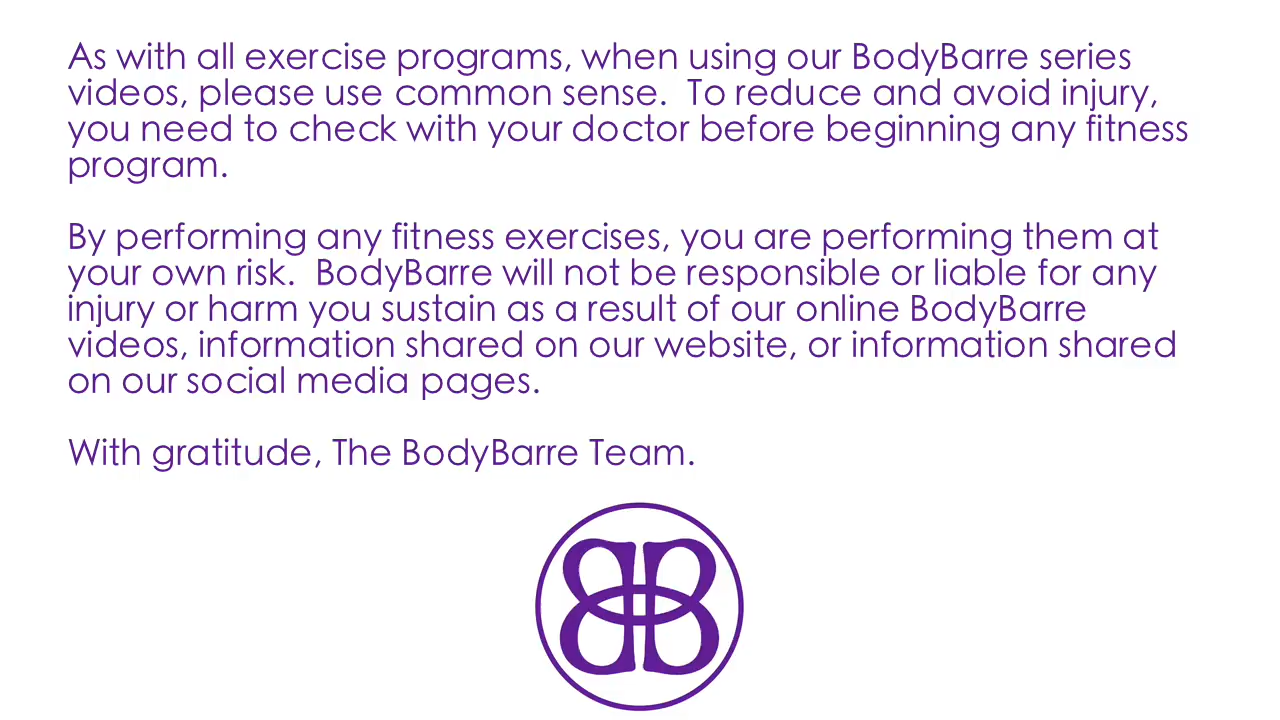 As with all exercise programs, when using our BodyBarre series
videos, please use common sense.  To reduce and avoid injury,
you need to check with your doctor before beginning any fitness
program.
By performing any fitness exercises, you are performing them at
your own risk.  BodyBarre will not be responsible or liable for any
injury or harm you sustain as a result of our online BodyBarre
videos, information shared on our website, or information shared
on our social media pages.
With gratitude, The BodyBarre Team.
BB